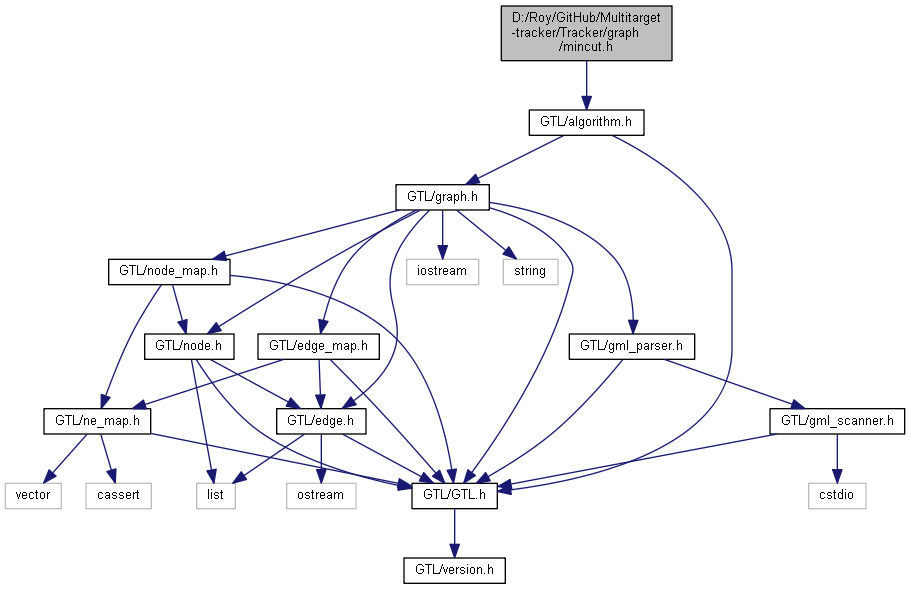 D:/Roy/GitHub/Multitarget
-tracker/Tracker/graph
/mincut.h
GTL/algorithm.h
GTL/graph.h
GTL/node_map.h
iostream
string
GTL/node.h
GTL/edge_map.h
GTL/gml_parser.h
GTL/ne_map.h
GTL/edge.h
GTL/gml_scanner.h
vector
cassert
list
ostream
GTL/GTL.h
cstdio
GTL/version.h